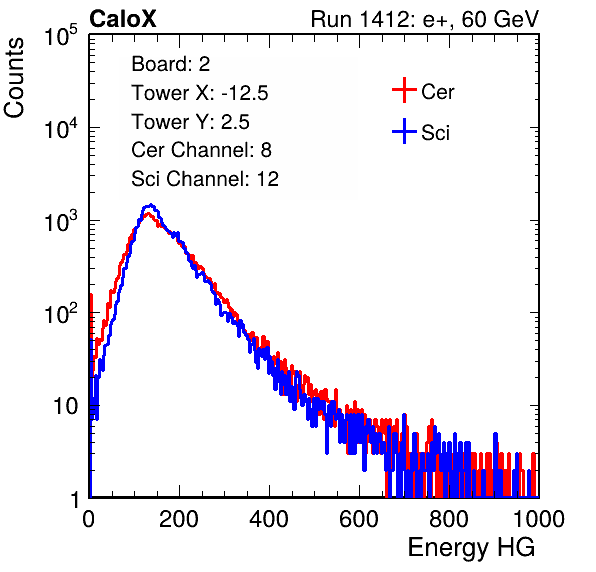 CaloX Run 1412: e+, 60 GeV
Counts
10^5
10^4
10^3
10^2
10
1
Board: 2
Tower X: -12.5
Tower Y: 2.5
Cer Channel: 8
Sci Channel: 12
Cer
Sci
0 200 400 600 800 1000
Energy HG